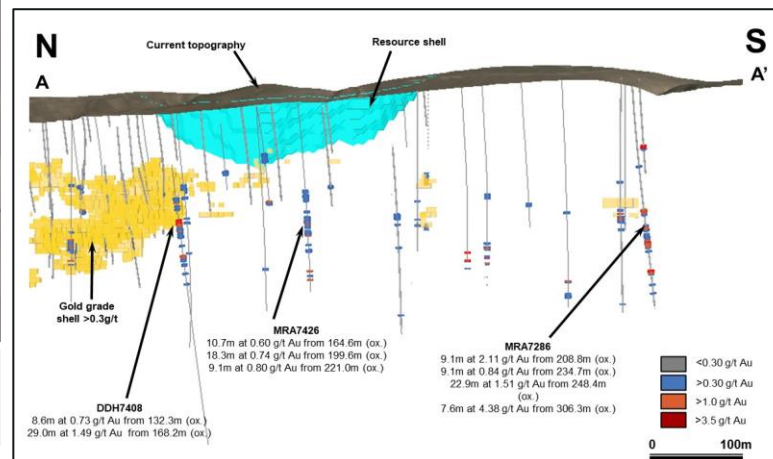 N
S
A
A'
Current topography
Resource shell
Gold grade
shell >0.3g/t
MRA7426
10.7m at 0.60 g/t Au from 164.6m (ox.)
18.3m at 0.74 g/t Au from 199.6m (ox.)
9.1m at 0.80 g/t Au from 221.0m (ox.)
MRA7286
9.1m at 2.11 g/t Au from 208.8m (ox.)
9.1m at 0.84 g/t Au from 234.7m (ox.)
22.9m at 1.51 g/t Au from 248.4m
(ox.)
7.6m at 4.38 g/t Au from 306.3m (ox.)
DDH7408
8.6m at 0.73 g/t Au from 132.3m (ox.)
29.0m at 1.49 g/t Au from 168.2m (ox.)
<0.30 g/t Au
>0.30 g/t Au
>1.0 g/t Au
>3.5 g/t Au
0 100m